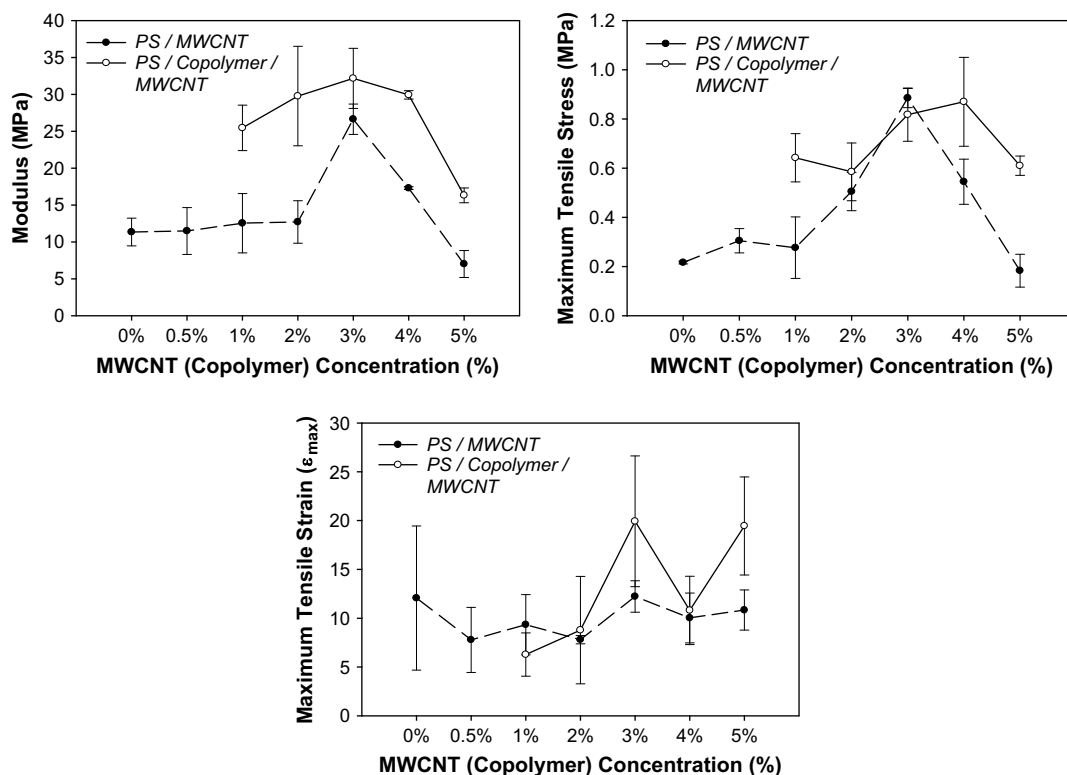 40
35
30
25
20
15
10
5
0
Modulus (MPa)
PS / MWCNT
PS / Copolymer /
MWCNT
0% 0.5% 1% 2% 3% 4% 5%
MWCNT (Copolymer) Concentration (%)
1.2
1.0
0.8
0.6
0.4
0.2
0.0
Maximum Tensile Stress (MPa)
PS / MWCNT
PS / Copolymer /
MWCNT
0% 0.5% 1% 2% 3% 4% 5%
MWCNT (Copolymer) Concentration (%)
30
25
20
15
10
5
0
Maximum Tensile Strain (εmax)
PS / MWCNT
PS / Copolymer /
MWCNT
0% 0.5% 1% 2% 3% 4% 5%
MWCNT (Copolymer) Concentration (%)